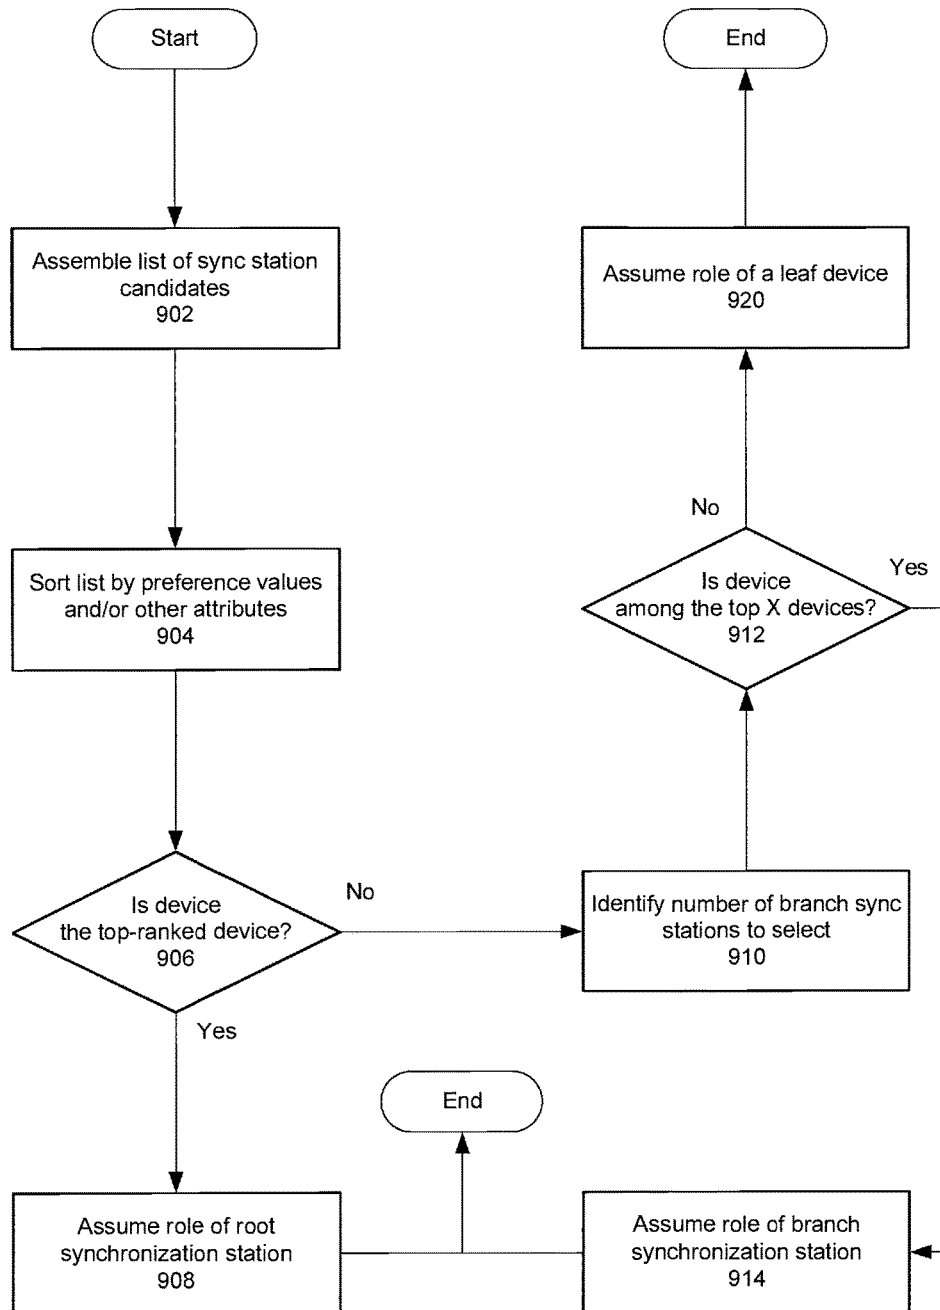 Start
Assemble list of sync station
candidates
902
Sort list by preference values
and/or other attributes
904
Is device
the top-ranked device?
906
Yes
No
Assume role of root
synchronization station
908
Identify number of branch sync
stations to select
910
Is device
among the top X devices?
912
No
Yes
Assume role of a leaf device
920
End
Assume role of branch
synchronization station
914
End